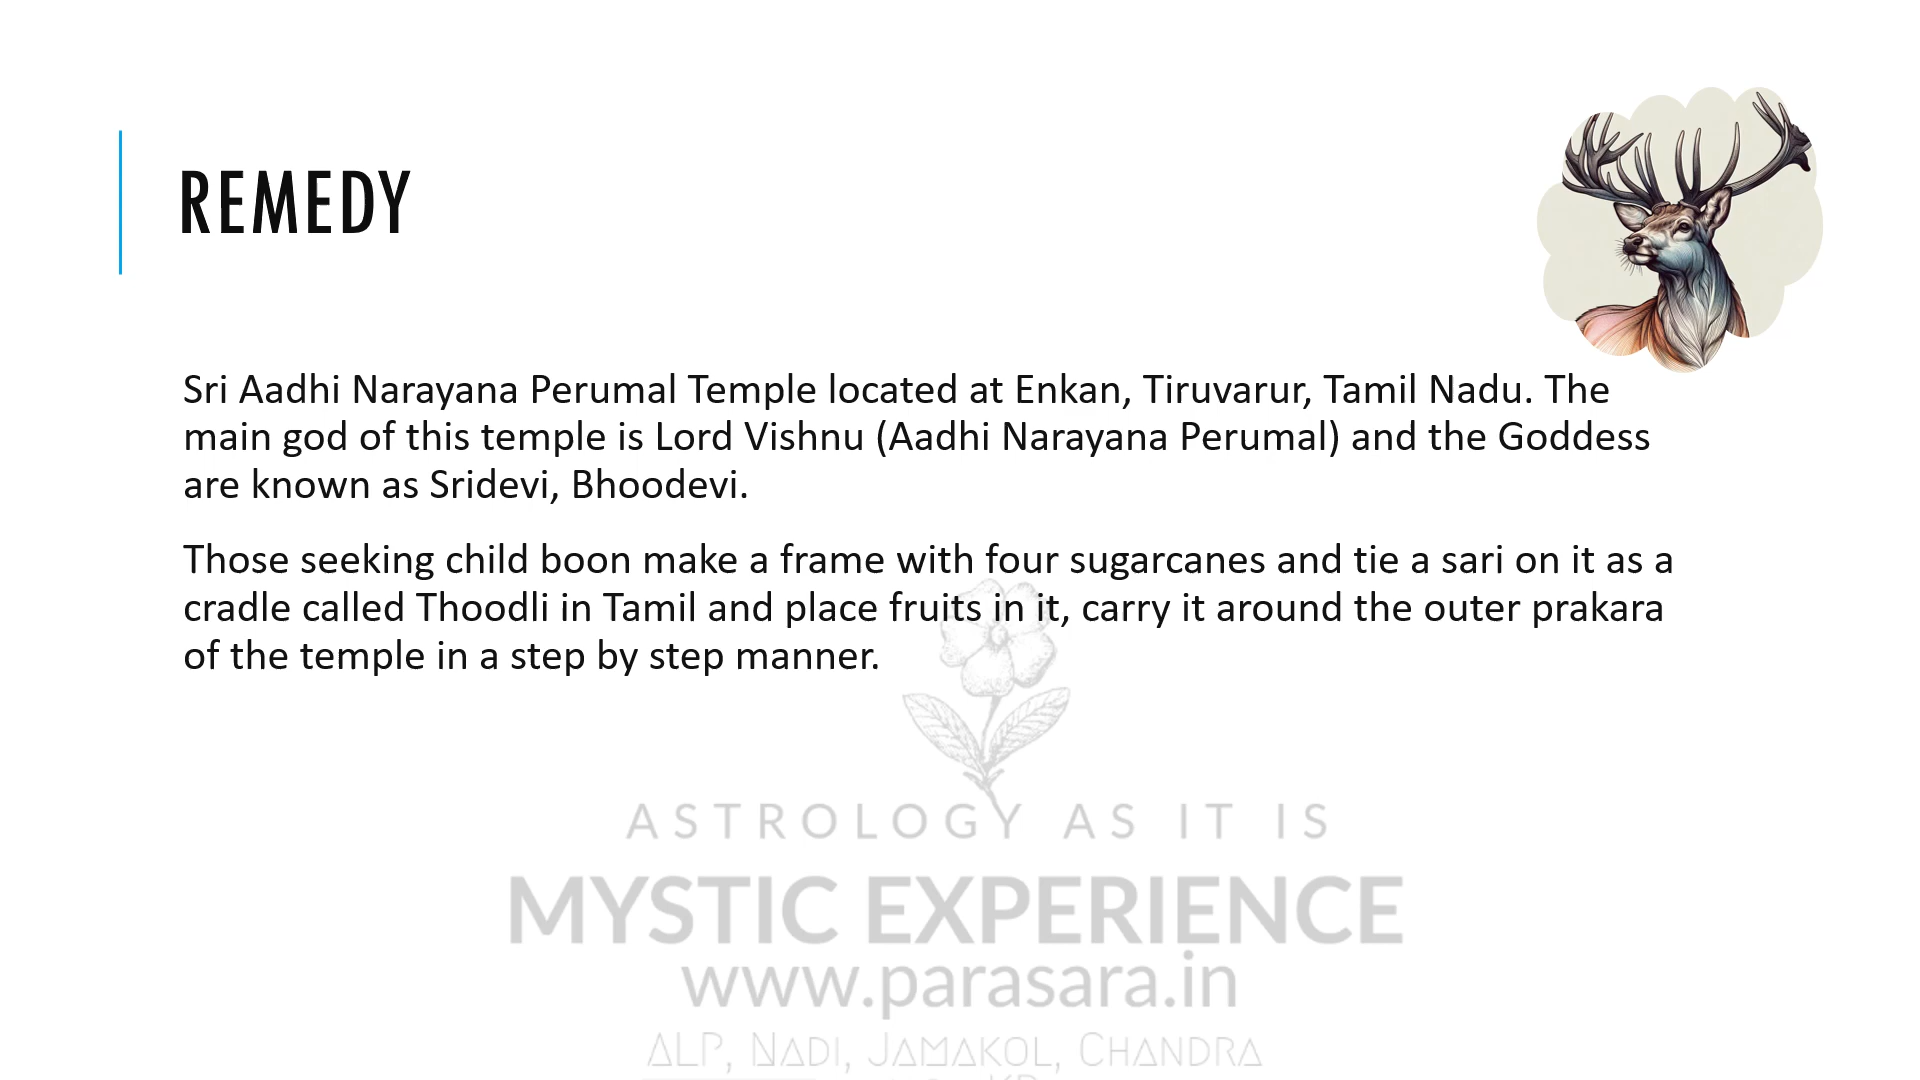 REMEDY
Sri Aadhi Narayana Perumal Temple located at Enkan, Tiruvarur, Tamil Nadu. The
main god of this temple is Lord Vishnu (Aadhi Narayana Perumal) and the Goddess
are known as Sridevi, Bhoodevi.
Those seeking child boon make a frame with four sugarcanes and tie a sari on it as a
cradle called Thoodli in Tamil and place fruits in it, carry it around the outer prakara
of the temple in a step by step manner.
ASTROLOGY AS IT IS
MYSTIC EXPERIENCE
www.parasara.in
ALP, NADI, JAMAKOL, CHANDRA